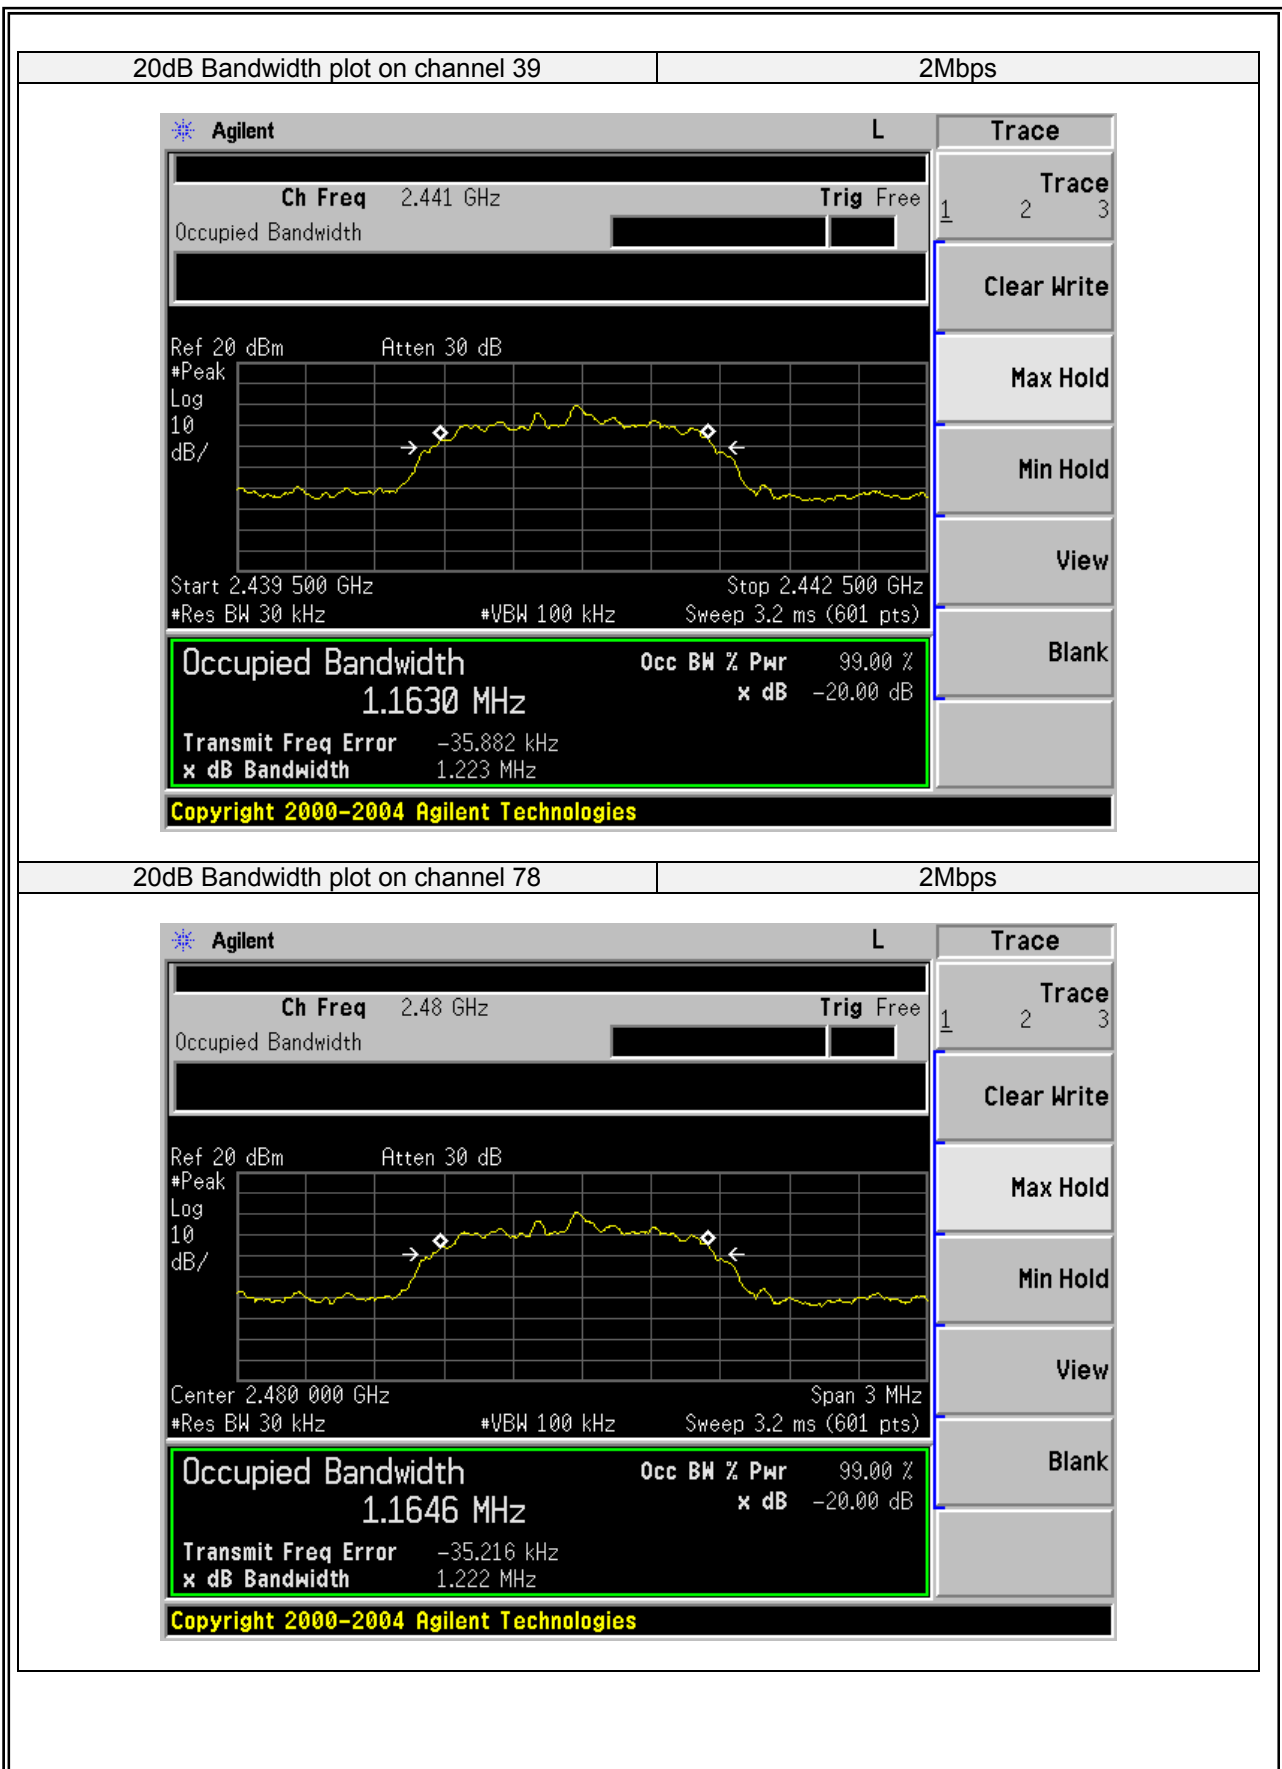 20dB Bandwidth plot on channel 39 2Mbps
Agilent L Trace
Ch Freq 2.441 GHz Trig Free
Occupied Bandwidth
Trace
1 2 3
Clear Write
Max Hold
Min Hold
View
Blank
Ref 20 dBm Atten 30 dB
#Peak
Log
10
dB/
Start 2.439 500 GHz Stop 2.442 500 GHz
#Res BW 30 kHz #VBW 100 kHz Sweep 3.2 ms (601 pts)
Occupied Bandwidth Occ BW % Pwr 99.00 %
1.1630 MHz x dB -20.00 dB
Transmit Freq Error -35.882 kHz
x dB Bandwidth 1.223 MHz
Copyright 2000-2004 Agilent Technologies
20dB Bandwidth plot on channel 78 2Mbps
Agilent L Trace
Ch Freq 2.48 GHz Trig Free
Occupied Bandwidth
Trace
1 2 3
Clear Write
Max Hold
Min Hold
View
Blank
Ref 20 dBm Atten 30 dB
#Peak
Log
10
dB/
Center 2.480 000 GHz Span 3 MHz
#Res BW 30 kHz #VBW 100 kHz Sweep 3.2 ms (601 pts)
Occupied Bandwidth Occ BW % Pwr 99.00 %
1.1646 MHz x dB -20.00 dB
Transmit Freq Error -35.216 kHz
x dB Bandwidth 1.222 MHz
Copyright 2000-2004 Agilent Technologies